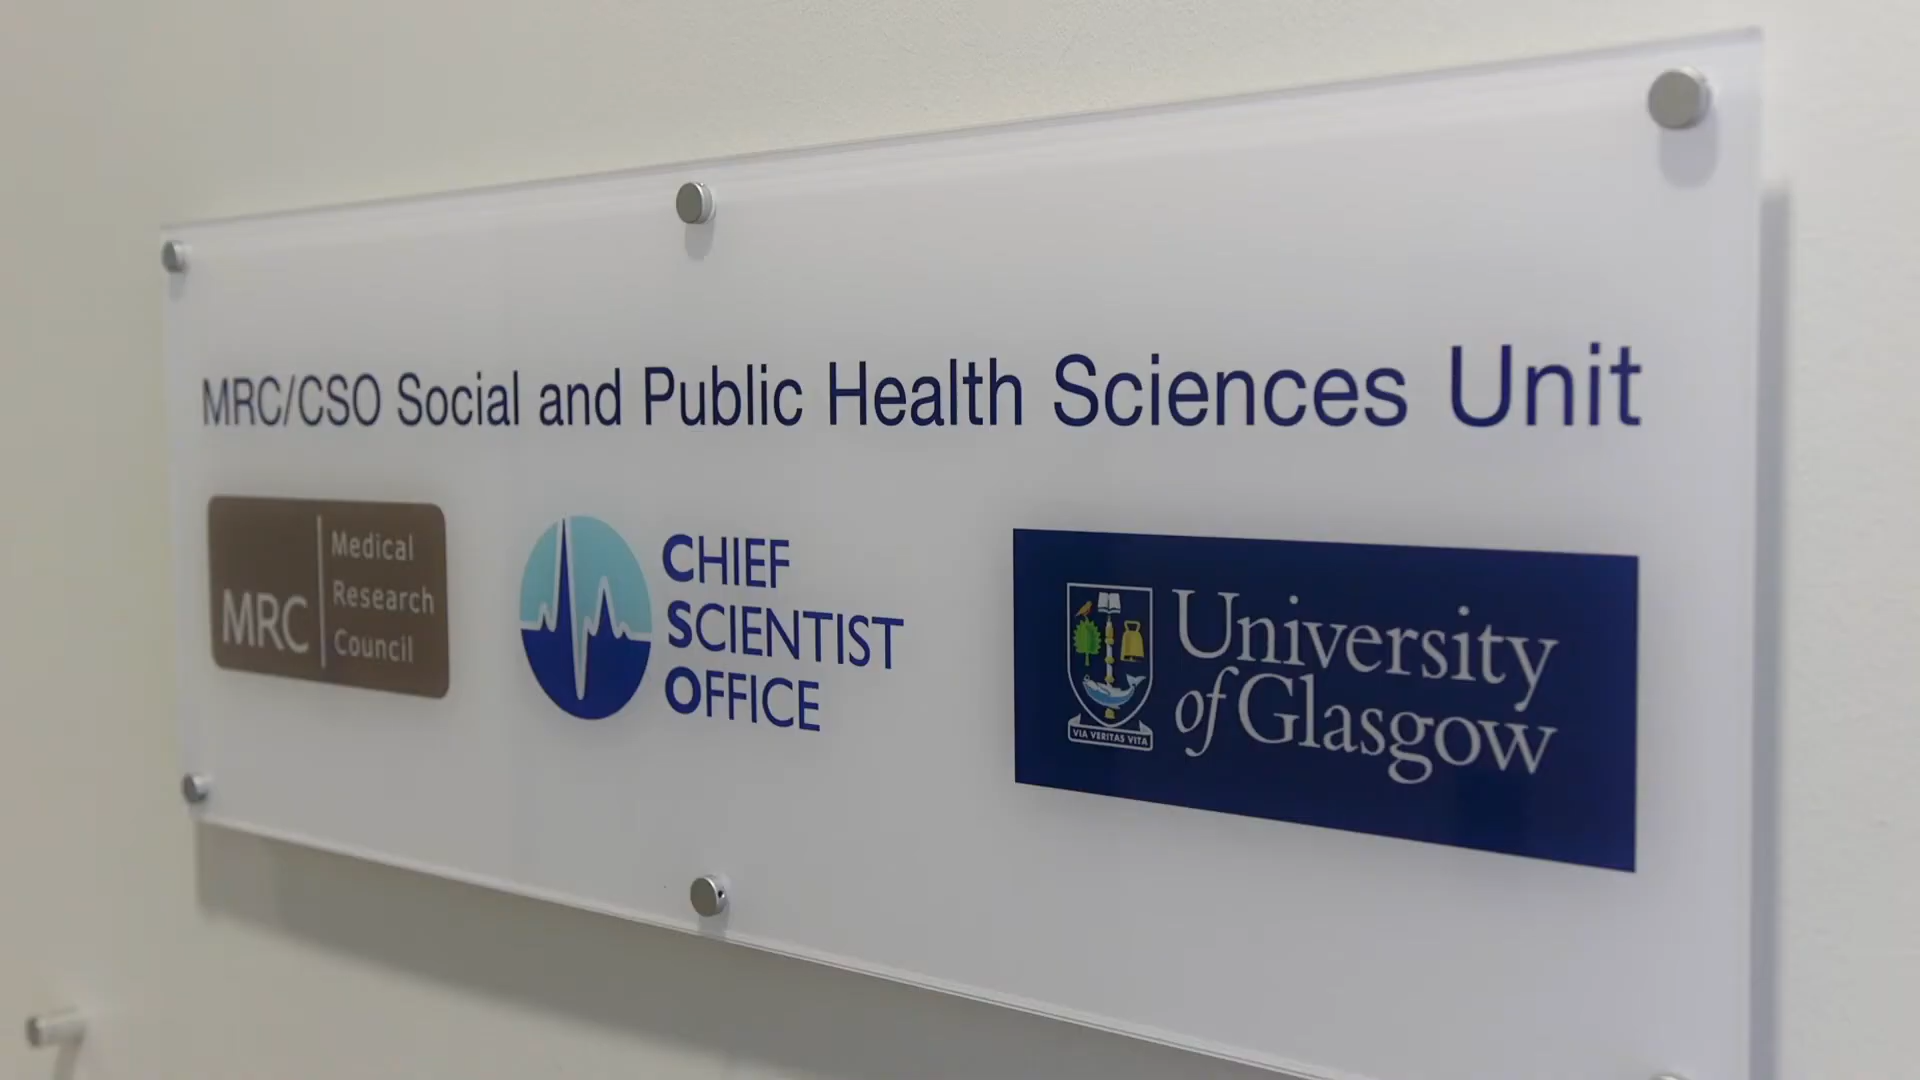 MRC/CSO Social and Public Health Sciences Unit
MRC
Medical
Research
Council
CHIEF
SCIENTIST
OFFICE
University
of Glasgow
VIA VERITAS VITA